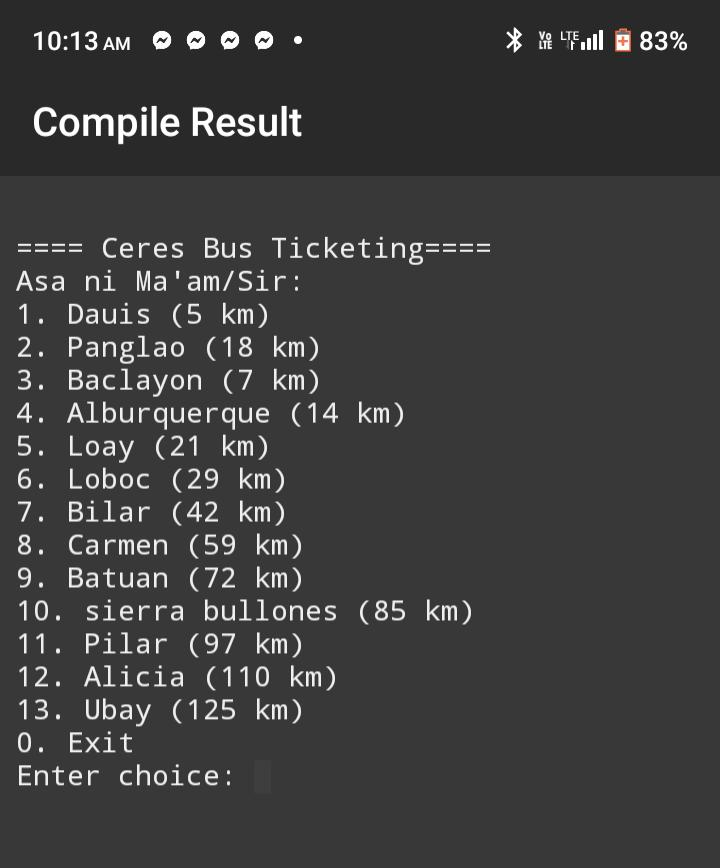 10:13 AM
Vo LTE LTE 83%
Compile Result
==== Ceres Bus Ticketing====
Asa ni Ma'am/Sir:
1. Dauis (5 km)
2. Panglao (18 km)
3. Baclayon (7 km)
4. Alburquerque (14 km)
5. Loay (21 km)
6. Loboc (29 km)
7. Bilar (42 km)
8. Carmen (59 km)
9. Batuan (72 km)
10. sierra bullones (85 km)
11. Pilar (97 km)
12. Alicia (110 km)
13. Ubay (125 km)
0. Exit
Enter choice: